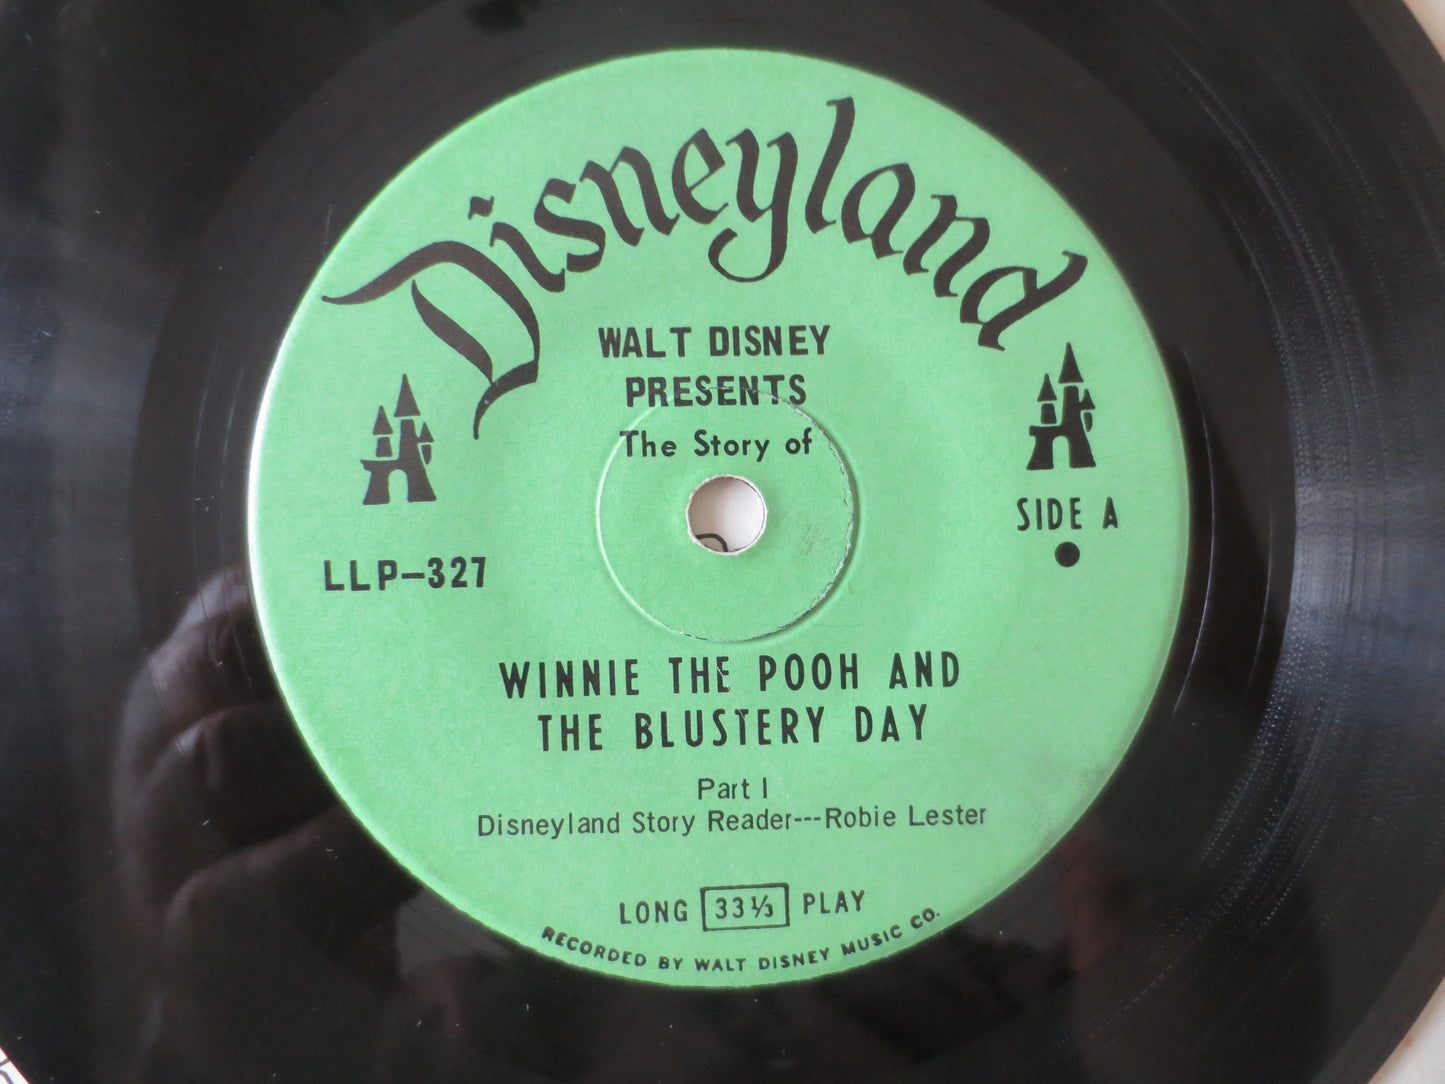 Disneyland
WALT DISNEY
PRESENTS
The Story of
SIDE A
LLP-327
WINNIE THE POOH AND
THE BLUSTERY DAY
Part I
Disneyland Story Reader---Robie Lester
LONG 33⅓ PLAY
RECORDED BY WALT DISNEY MUSIC CO.